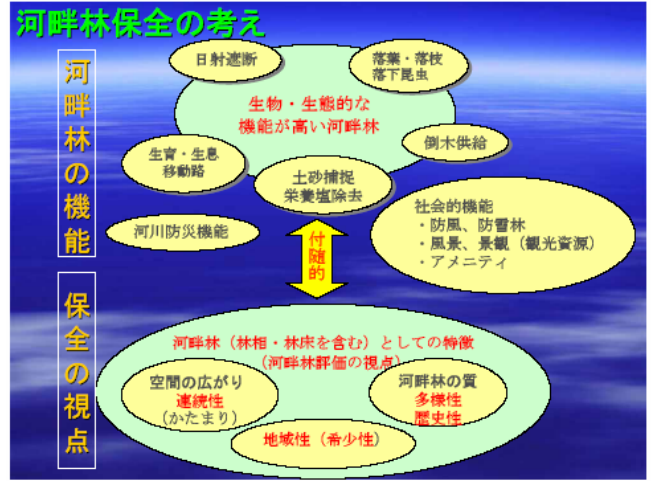 河畔林保全の考え
河畔林の機能
日射遮断
落葉・落枝
落下昆虫
生物・生態的な
機能が高い河畔林
倒木供給
生育・生息
移動路
土砂捕捉
栄養塩除去
河川防災機能
社会的機能
・防風、防雪林
・風景、景観（観光資源）
・アメニティ
付随的
保全の視点
河畔林（林相・林床を含む）としての特徴
（河畔林評価の視点）
空間の広がり
連続性
（かたまり）
河畔林の質
多様性
歴史性
地域性（希少性）